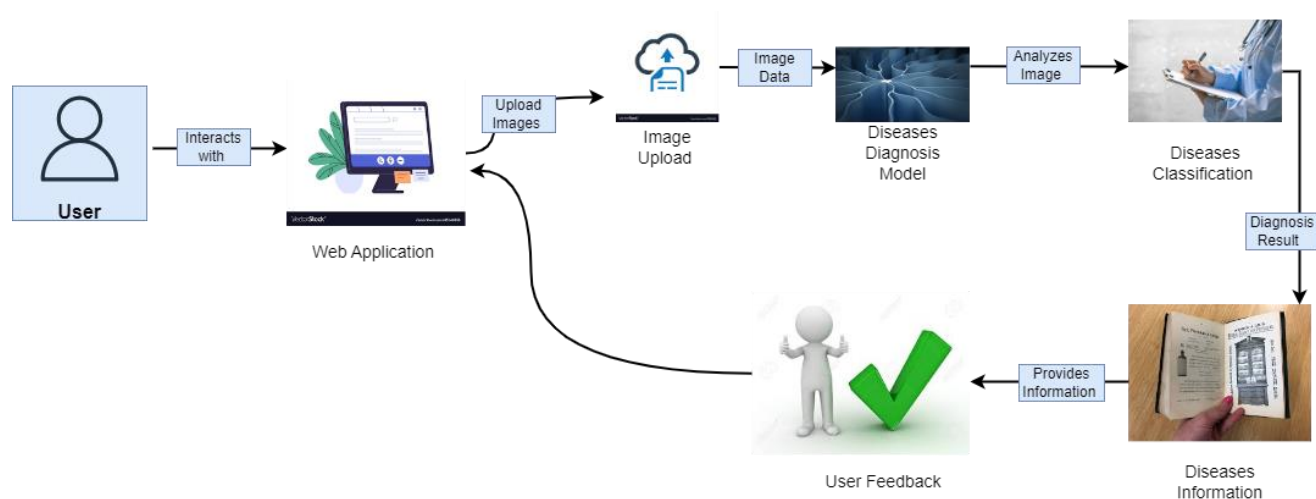 Interacts
with
User
VectorStock
Web Application
Upload
Images
Image
Upload
Image
Data
Diseases
Diagnosis
Model
Analyzes
Image
Diseases
Classification
Diagnosis
Result
Diseases
Information
Provides
Information
User Feedback